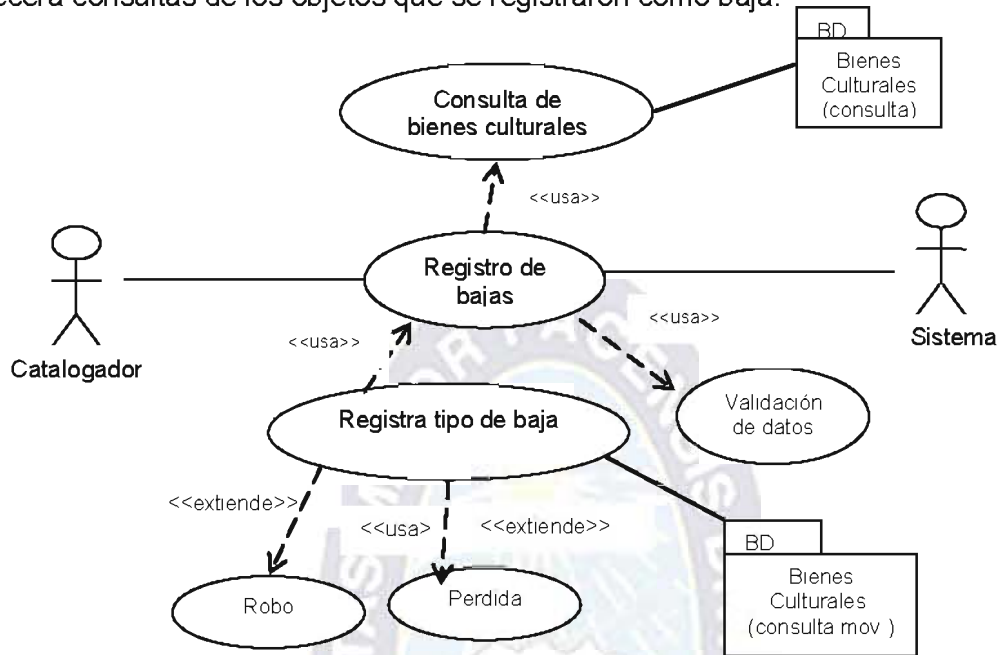 ecerá consultas de los objetos que se registraron como baja.
BD
Bienes
Culturales
(consulta)
Consulta de
bienes culturales
<<usa>>
Registro de
bajas
<<usa>>
<<usa>>
Catalogador
Sistema
Registra tipo de baja
Validación
de datos
<<extiende>>
<<usa>
<<extiende>>
BD
Bienes
Culturales
(consulta mov )
Robo
Perdida